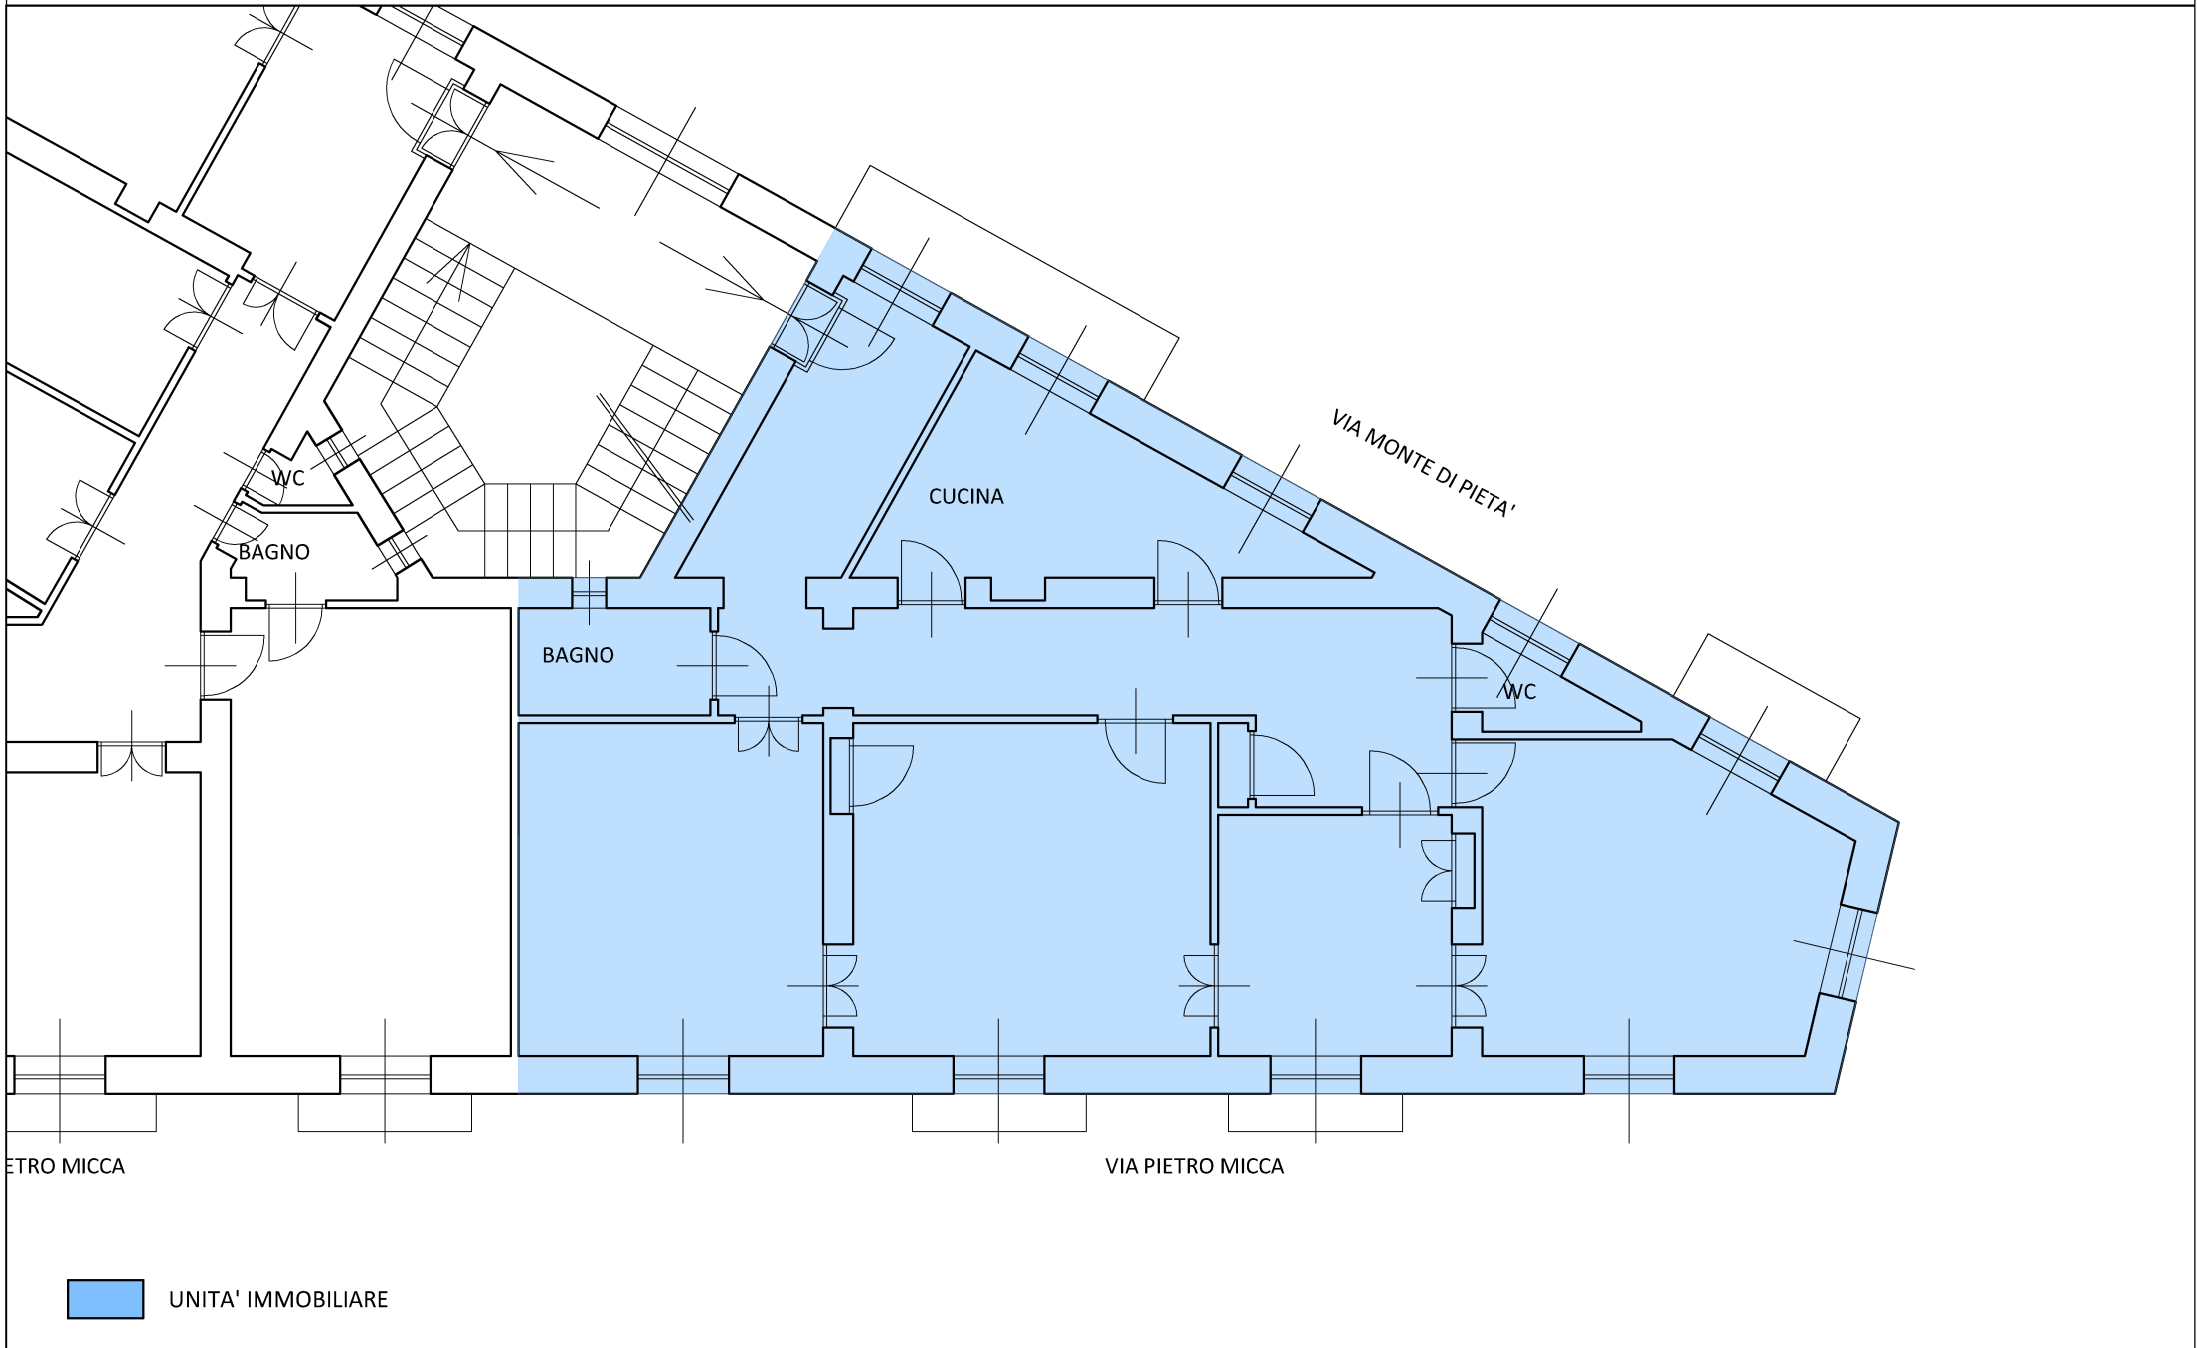 VIA MONTE DI PIETA'
WC
CUCINA
BAGNO
BAGNO
WC
ETRO MICCA
VIA PIETRO MICCA
UNITA' IMMOBILIARE